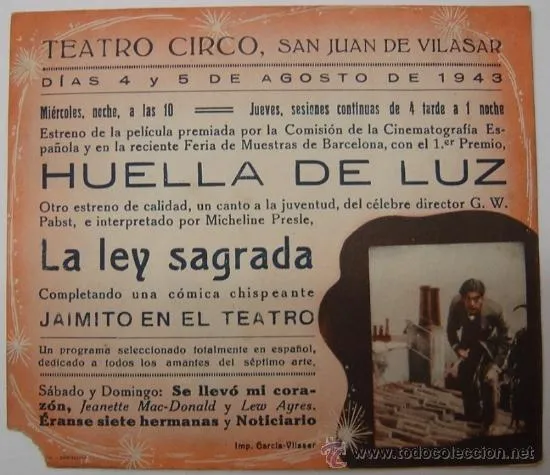 TEATRO CIRCO, SAN JUAN DE VILASAR
DÍAS 4 y 5 DE AGOSTO DE 1943
Miércoles, noche, a las 10 Jueves, sesiones continuas de 4 tarde a 1 noche
Estreno de la película premiada por la Comisión de la Cinematografía Es-
pañola y en la reciente Feria de Muestras de Barcelona, con el 1.er Premio,
HUELLA DE LUZ
Otro estreno de calidad, un canto a la juventud, del célebre director G. W.
Pabst, e interpretado por Micheline Presle,
La ley sagrada
Completando una cómica chispeante
JAIMITO EN EL TEATRO
Un programa seleccionado totalmente en español,
dedicado a todos los amantes del séptimo arte.
Sábado y Domingo: Se llevó mi cora-
zón, Jeanette Mac-Donald y Lew Ayres.
Éranse siete hermanas y Noticiario
Imp. García-Vilasar
www.todocoleccion.net